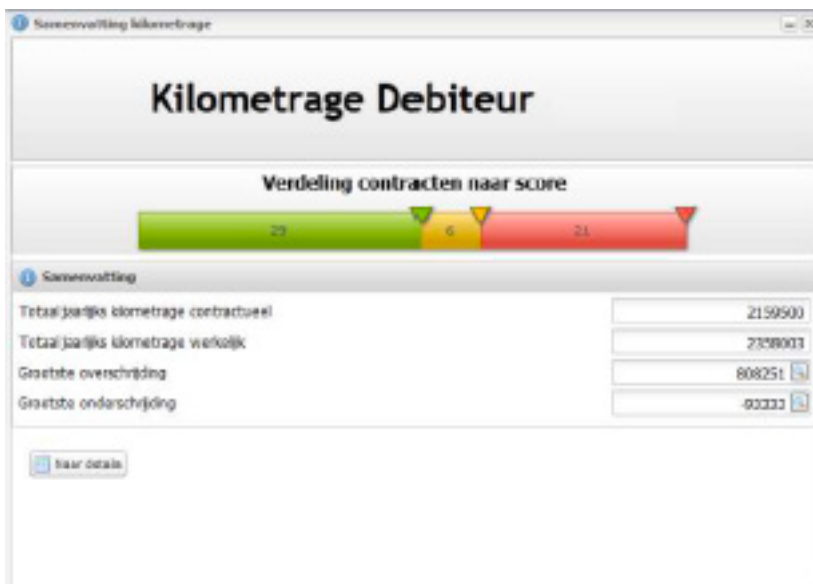 Samenvatting kilometrage
Kilometrage Debiteur
Verdeling contracten naar score
29 6 21
Samenvatting
Totaal jaarlijks kilometrage contractueel 2159500
Totaal jaarlijks kilometrage werkelijk 2358003
Grootste overschrijding 808251
Grootste onderschrijding
Naar details